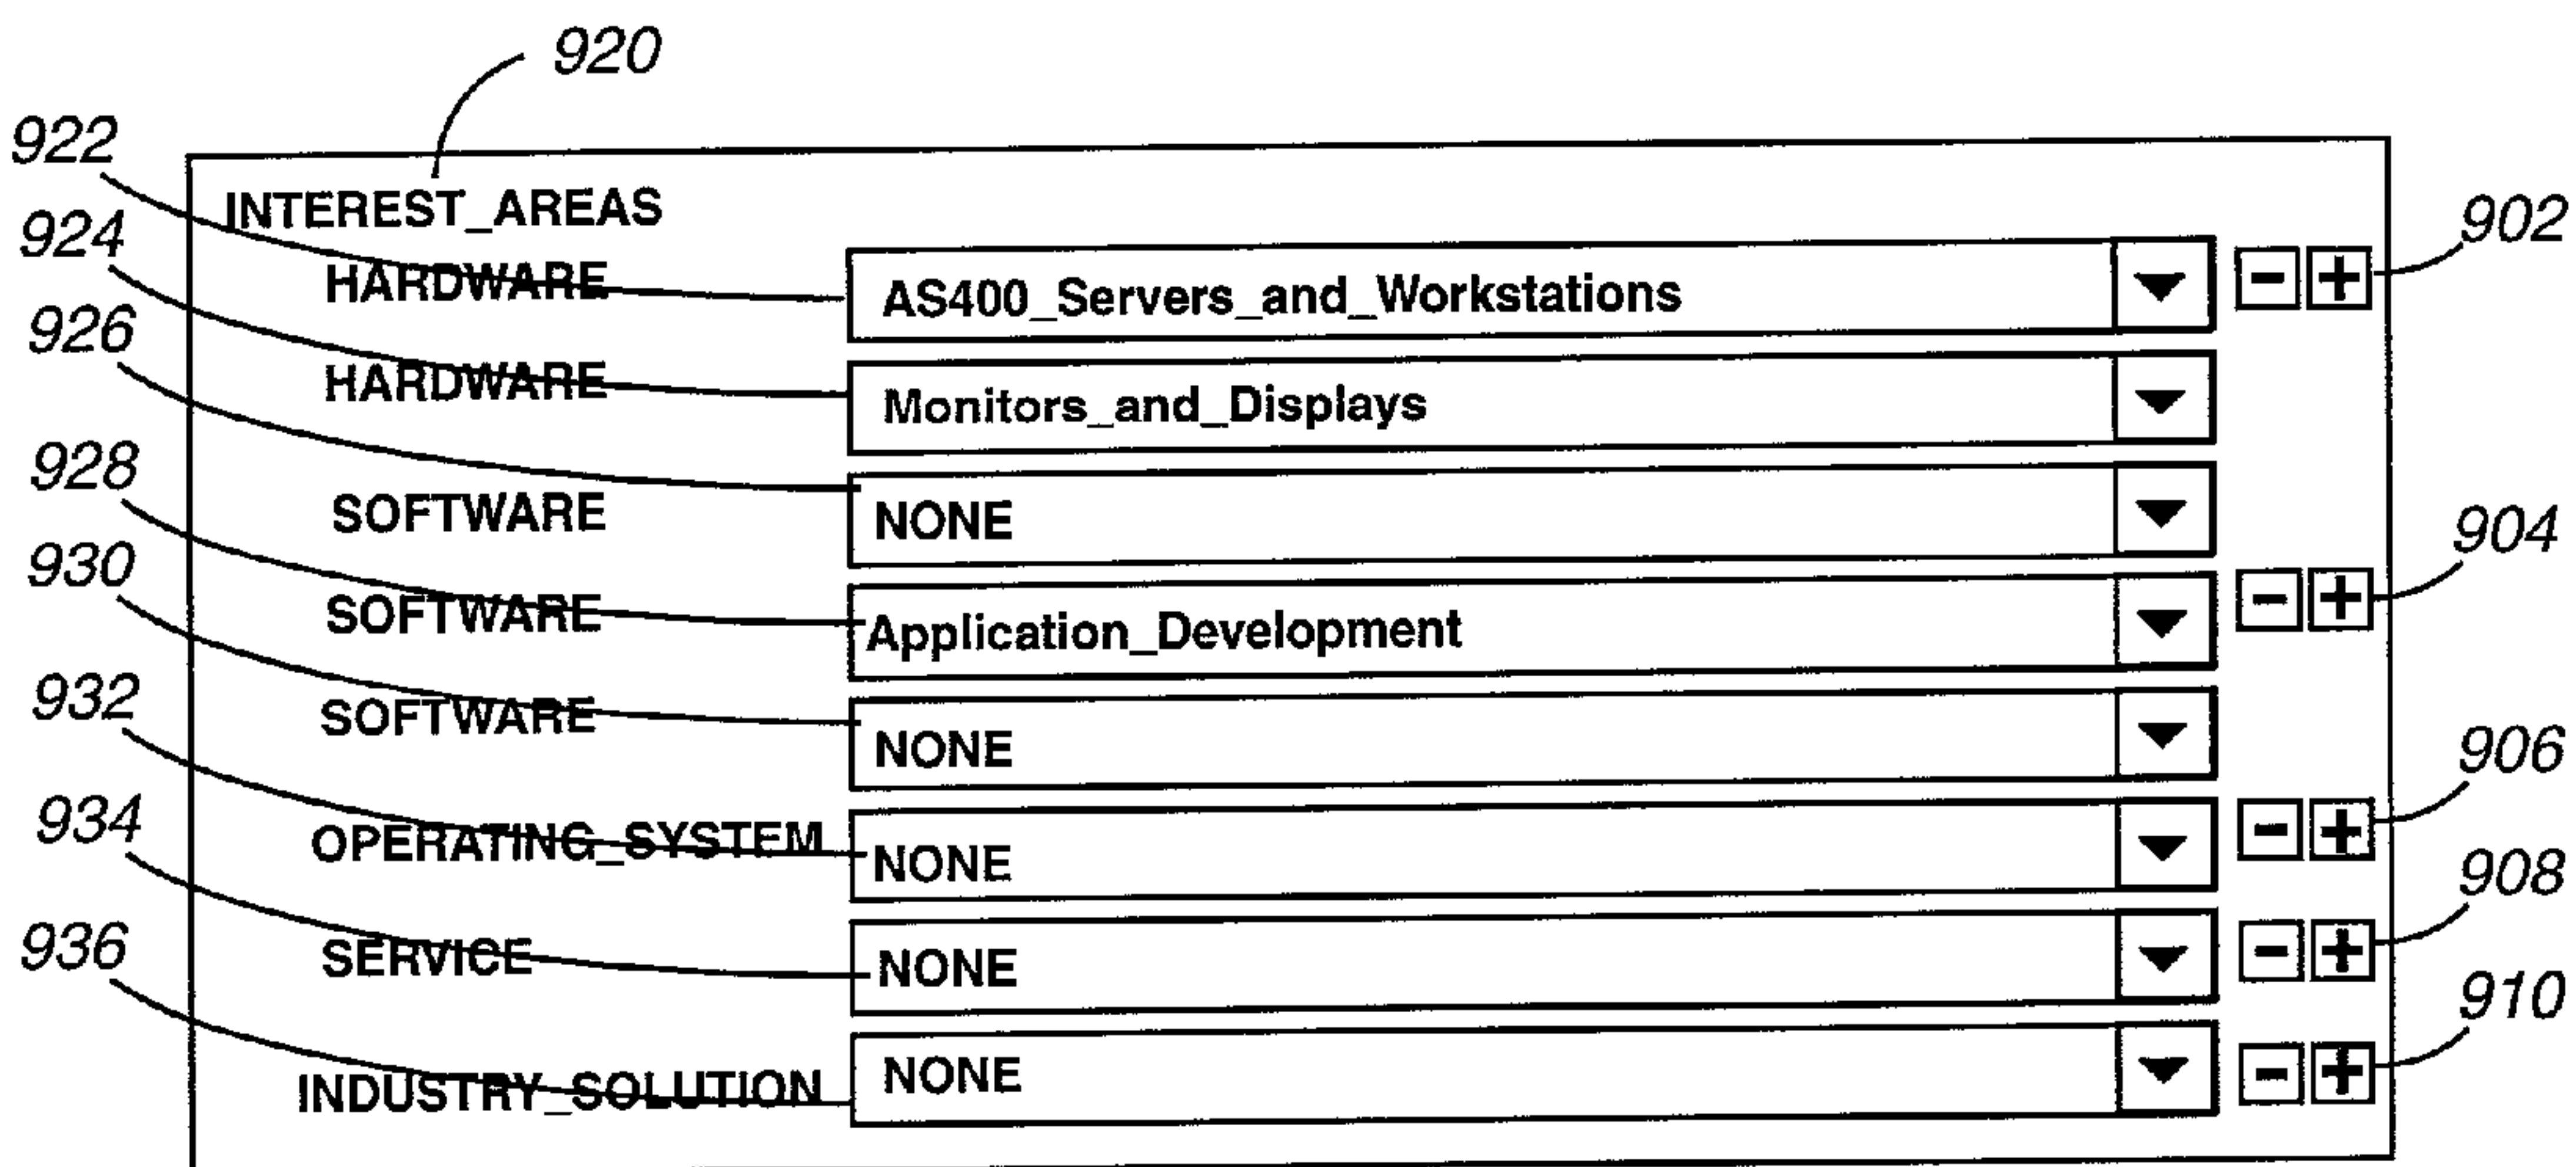 920
922
INTEREST_AREAS
902
924
HARDWARE AS400_Servers_and_Workstations - +
926
HARDWARE Monitors_and_Displays
928
SOFTWARE NONE
904
930
SOFTWARE Application_Development - +
932
SOFTWARE NONE
906
934
OPERATING_SYSTEM NONE - +
908
936
SERVICE NONE - +
910
INDUSTRY_SOLUTION NONE - +